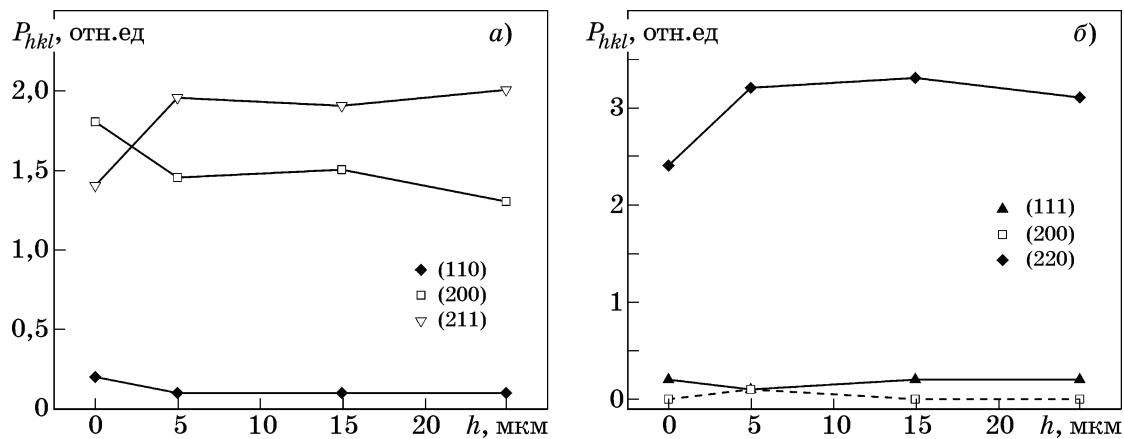 P_hkl, отн.ед
а)
2,0
1,5
1,0
0,5
0
(110)
(200)
(211)
0 5 10 15 20 h, мкм
P_hkl, отн.ед
б)
3
2
1
0
(111)
(200)
(220)
0 5 10 15 20 h, мкм